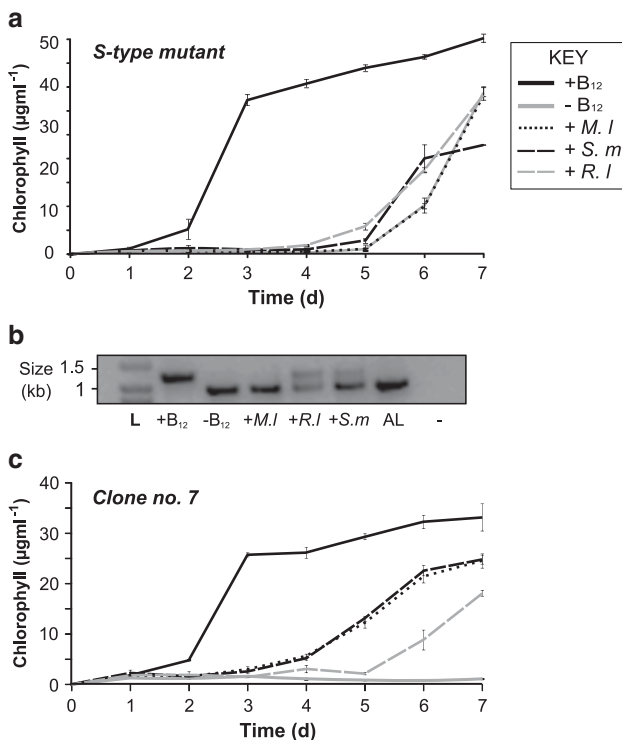 a
S-type mutant
Chlorophyll (µgml⁻¹)
50
40
30
20
10
0
0 1 2 3 4 5 6 7
Time (d)
KEY
+B₁₂
- B₁₂
+ M. l
+ S. m
+ R. l
b
Size
(kb)
1.5
1
L +B₁₂ -B₁₂ +M.l +R.l +S.m AL -
c
Clone no. 7
Chlorophyll (µgml⁻¹)
40
30
20
10
0
0 1 2 3 4 5 6 7
Time (d)